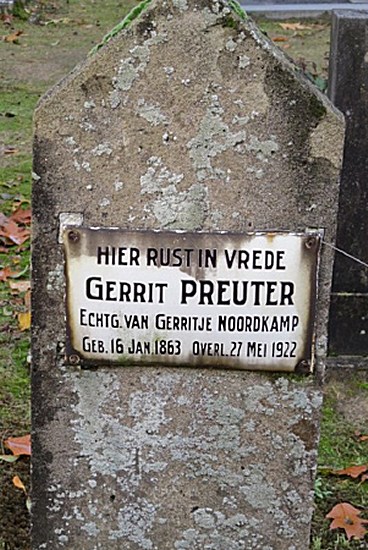 HIER RUST IN VREDE
GERRIT PREUTER
ECHTG. VAN GERRITJE NOORDKAMP
GEB. 16 JAN. 1863 OVERL. 27 MEI 1922